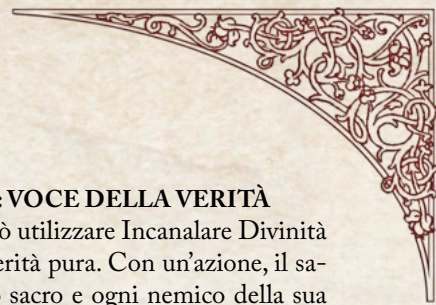 : VOCE DELLA VERITÀ
ò utilizzare Incanalare Divinità
erità pura. Con un'azione, il sa-
o sacro e ogni nemico della sua